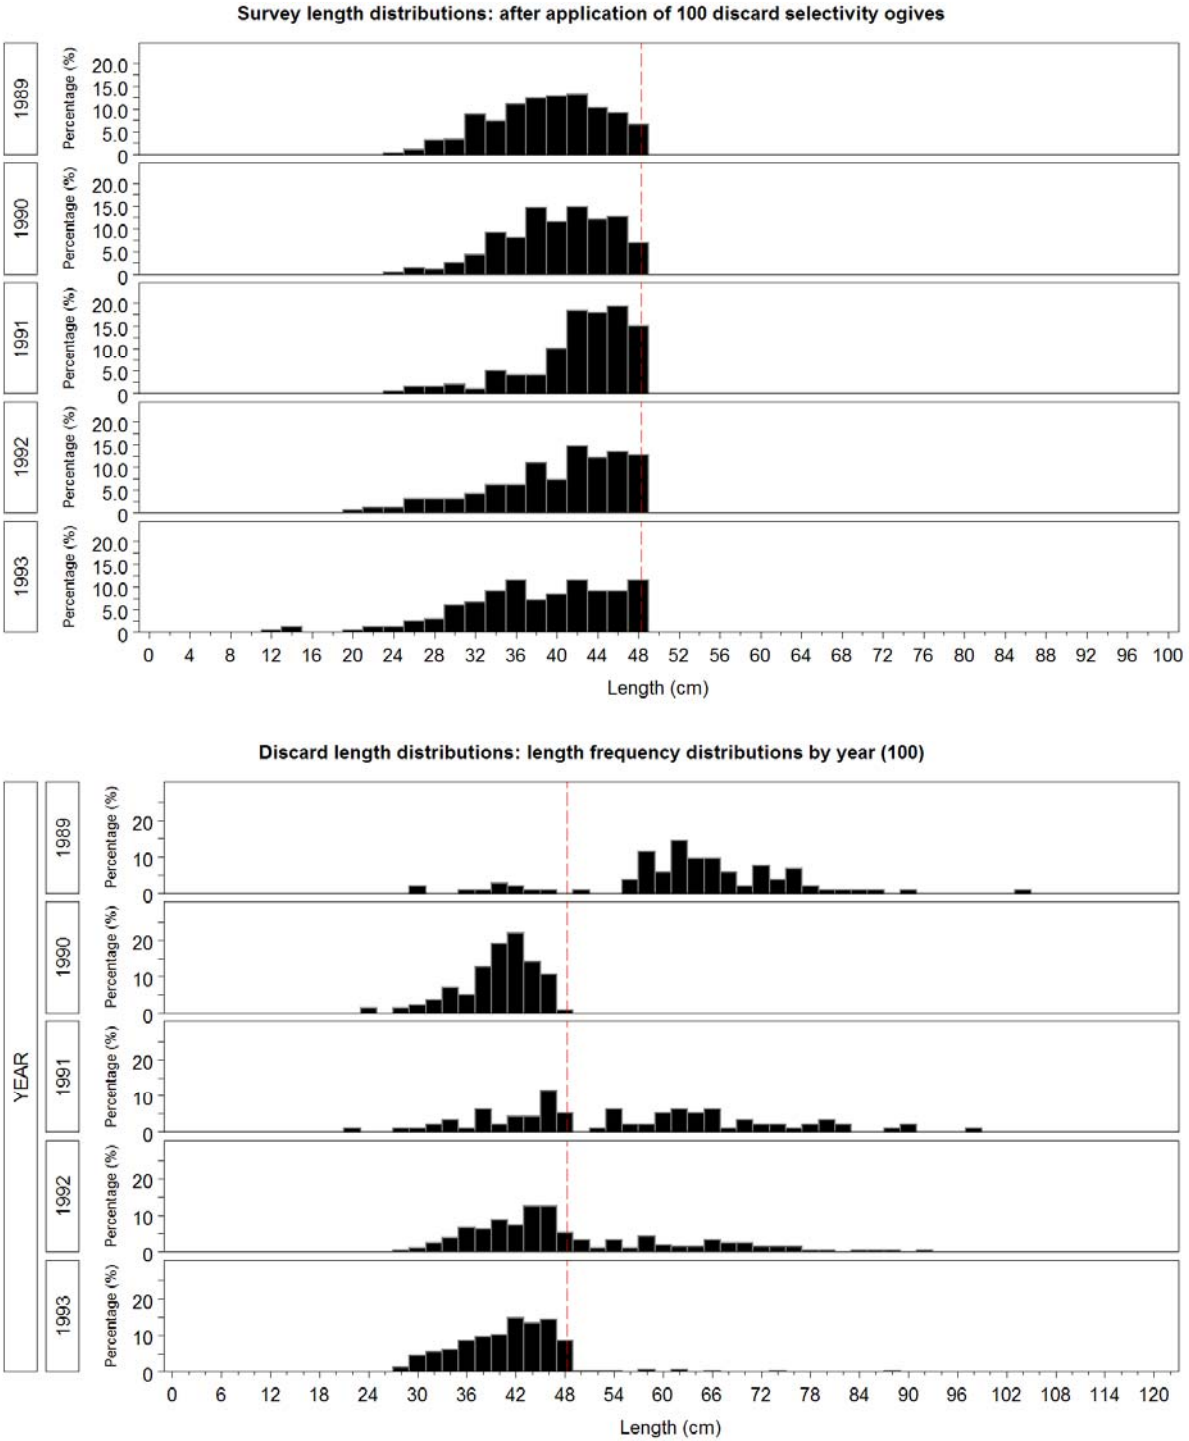 Survey length distributions: after application of 100 discard selectivity ogives
1989
Percentage (%)
20.0
15.0
10.0
5.0
0
1990
Percentage (%)
20.0
15.0
10.0
5.0
0
1991
Percentage (%)
20.0
15.0
10.0
5.0
0
1992
Percentage (%)
20.0
15.0
10.0
5.0
0
1993
Percentage (%)
20.0
15.0
10.0
5.0
0
0 4 8 12 16 20 24 28 32 36 40 44 48 52 56 60 64 68 72 76 80 84 88 92 96 100
Length (cm)
Discard length distributions: length frequency distributions by year (100)
YEAR
1989
Percentage (%)
20
10
0
1990
Percentage (%)
20
10
0
1991
Percentage (%)
20
10
0
1992
Percentage (%)
20
10
0
1993
Percentage (%)
20
10
0
0 6 12 18 24 30 36 42 48 54 60 66 72 78 84 90 96 102 108 114 120
Length (cm)